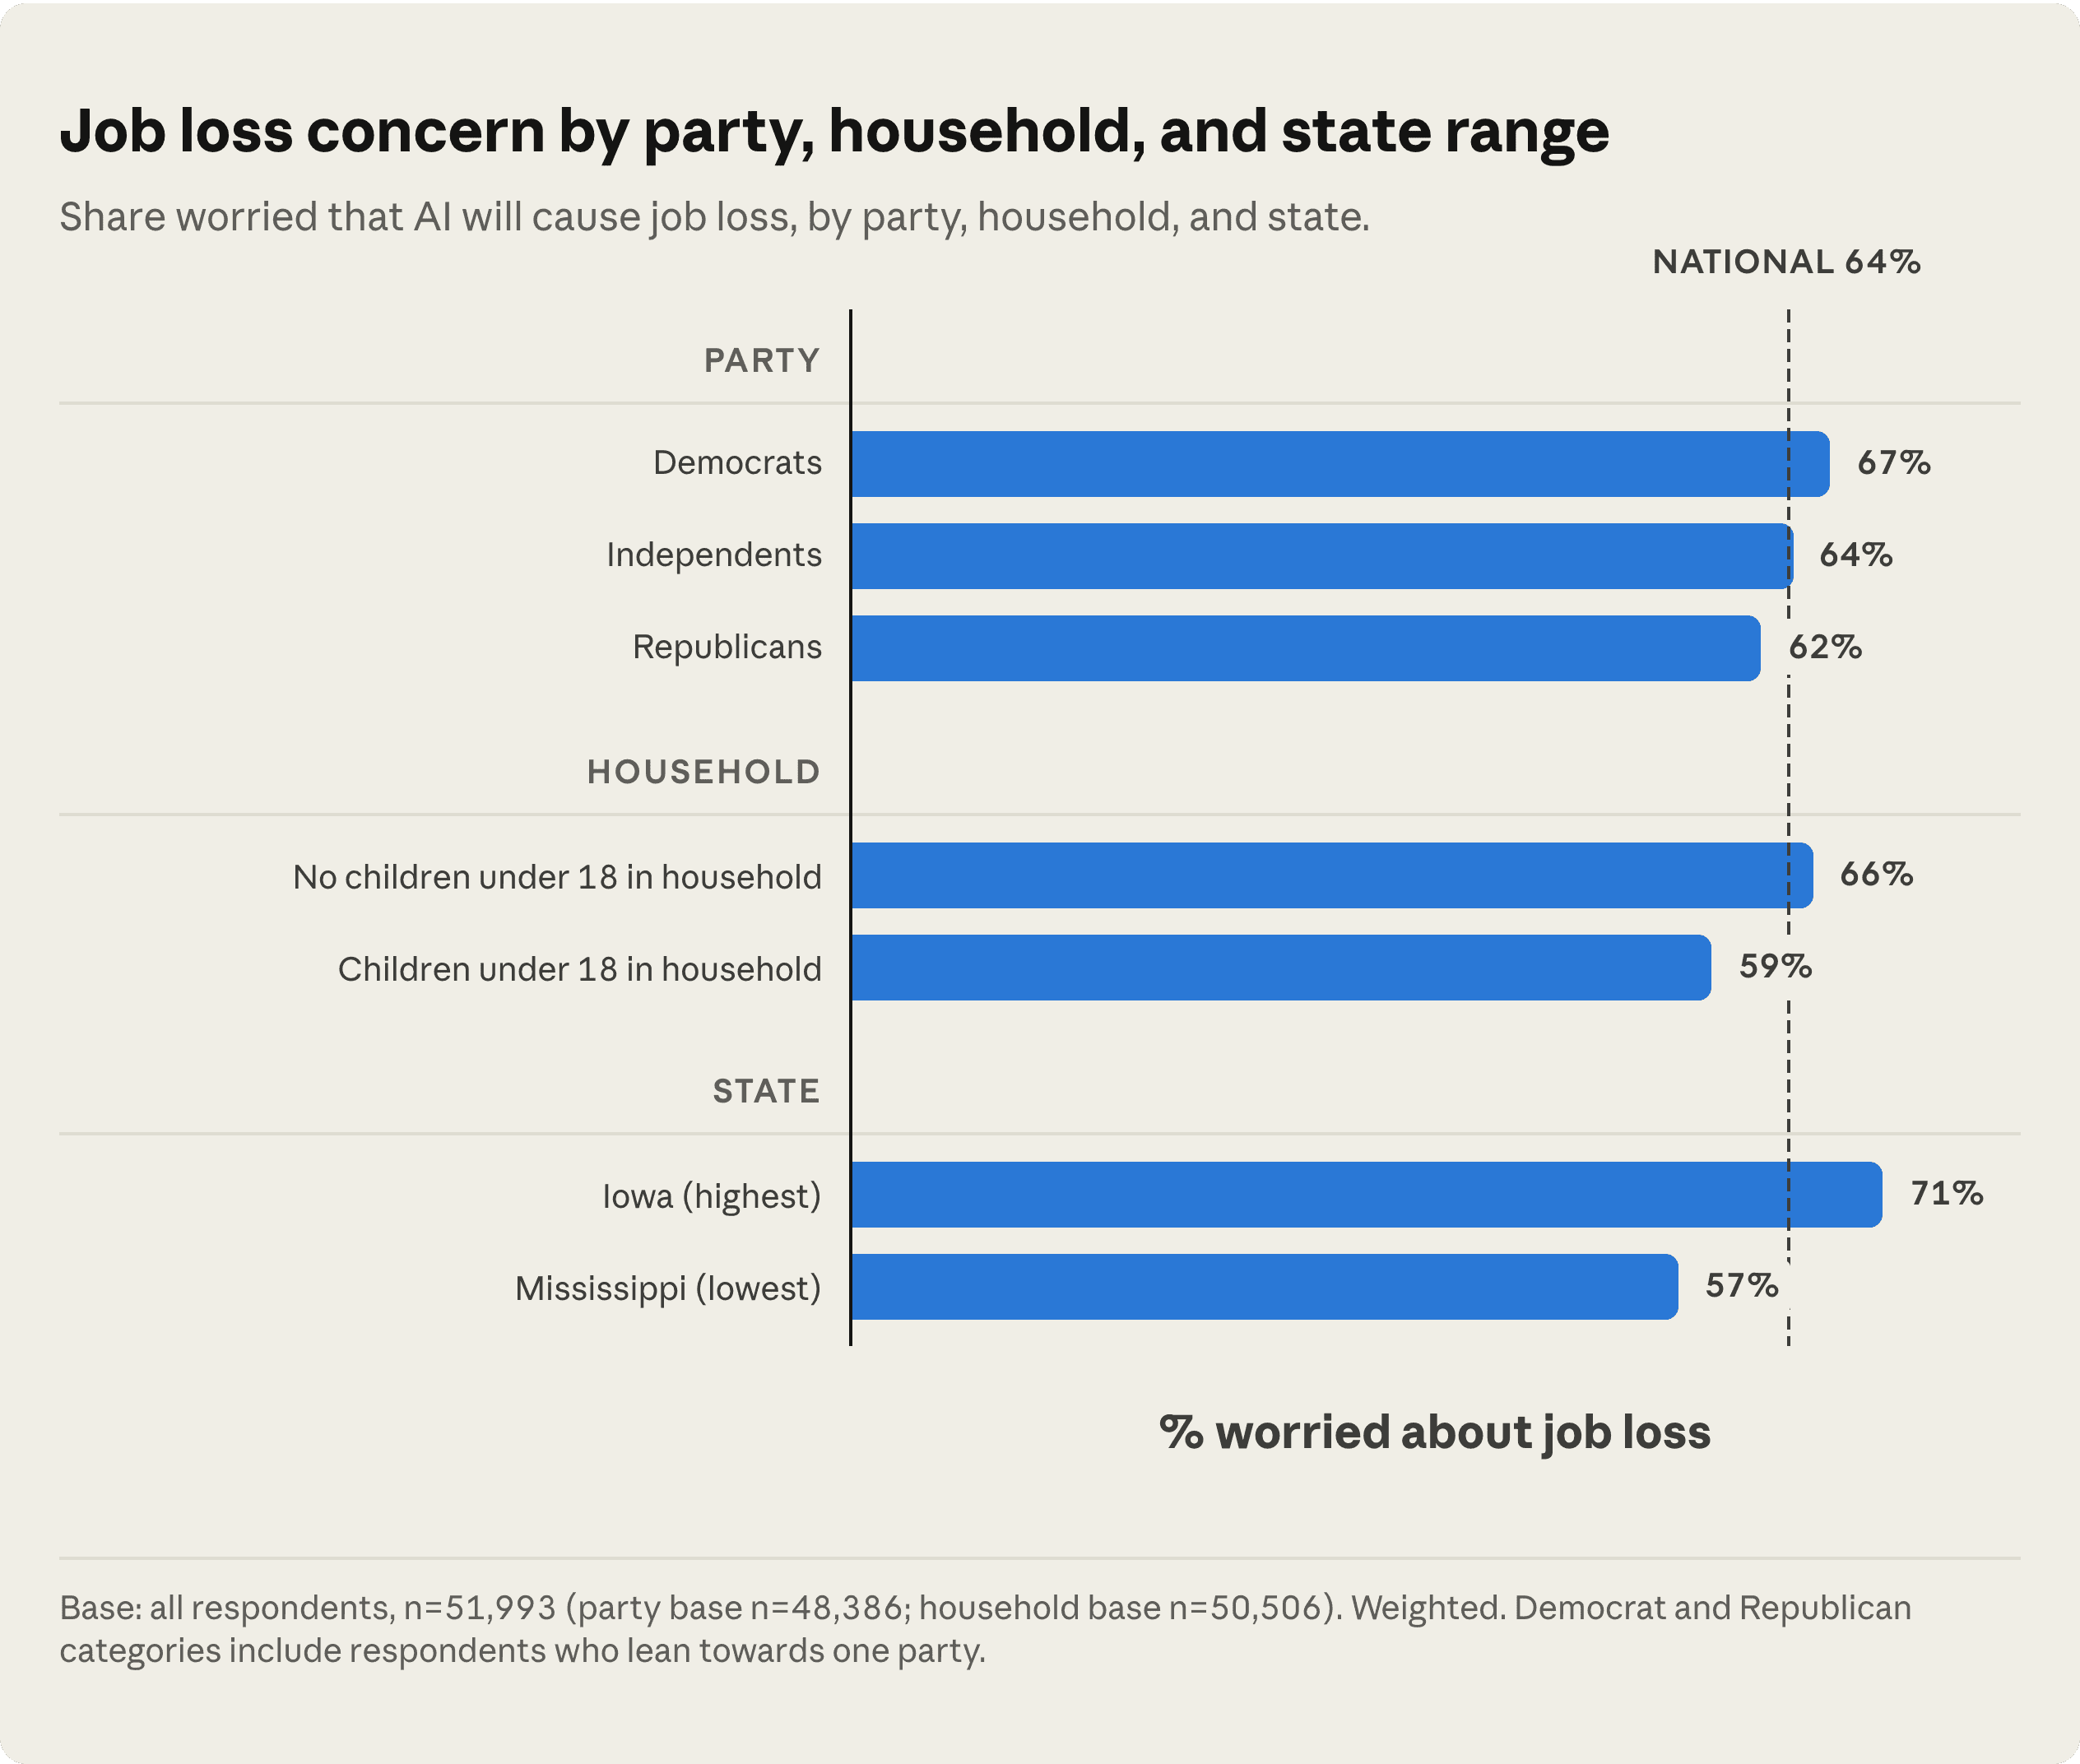 Job loss concern by party, household, and state range
Share worried that AI will cause job loss, by party, household, and state.
NATIONAL 64%
PARTY
Democrats 67%
Independents 64%
Republicans 62%
HOUSEHOLD
No children under 18 in household 66%
Children under 18 in household 59%
STATE
Iowa (highest) 71%
Mississippi (lowest) 57%
% worried about job loss
Base: all respondents, n=51,993 (party base n=48,386; household base n=50,506). Weighted. Democrat and Republican
categories include respondents who lean towards one party.